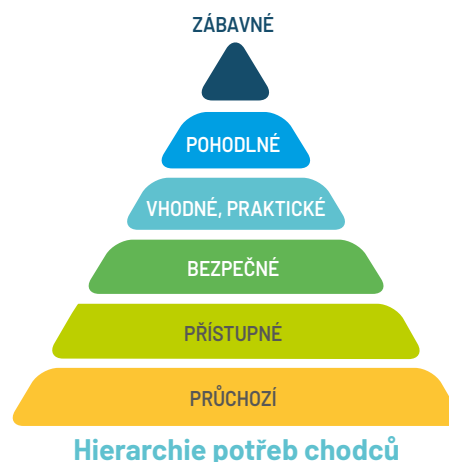 ZÁBAVNÉ
POHODLNÉ
VHODNÉ, PRAKTICKÉ
BEZPEČNÉ
PŘÍSTUPNÉ
PRŮCHOZÍ
Hierarchie potřeb chodců